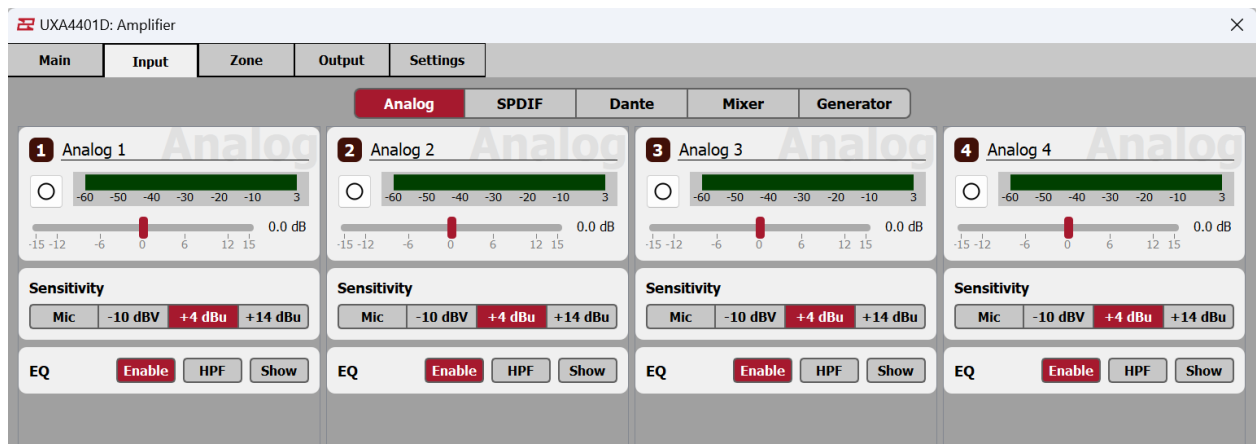 UXA4401D: Amplifier
Main Input Zone Output Settings
Analog SPDIF Dante Mixer Generator
Analog Analog Analog Analog
1 Analog 1 2 Analog 2 3 Analog 3 4 Analog 4
-60 -50 -40 -30 -20 -10 3 -60 -50 -40 -30 -20 -10 3 -60 -50 -40 -30 -20 -10 3 -60 -50 -40 -30 -20 -10 3
0.0 dB 0.0 dB 0.0 dB 0.0 dB
-15 -12 -6 0 6 12 15 -15 -12 -6 0 6 12 15 -15 -12 -6 0 6 12 15 -15 -12 -6 0 6 12 15
Sensitivity Sensitivity Sensitivity Sensitivity
Mic -10 dBV +4 dBu +14 dBu Mic -10 dBV +4 dBu +14 dBu Mic -10 dBV +4 dBu +14 dBu Mic -10 dBV +4 dBu +14 dBu
EQ Enable HPF Show EQ Enable HPF Show EQ Enable HPF Show EQ Enable HPF Show